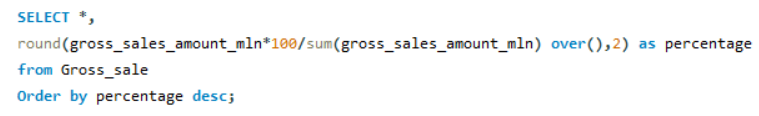 SELECT *,
round(gross_sales_amount_mln*100/sum(gross_sales_amount_mln) over(),2) as percentage
from Gross_sale
Order by percentage desc;